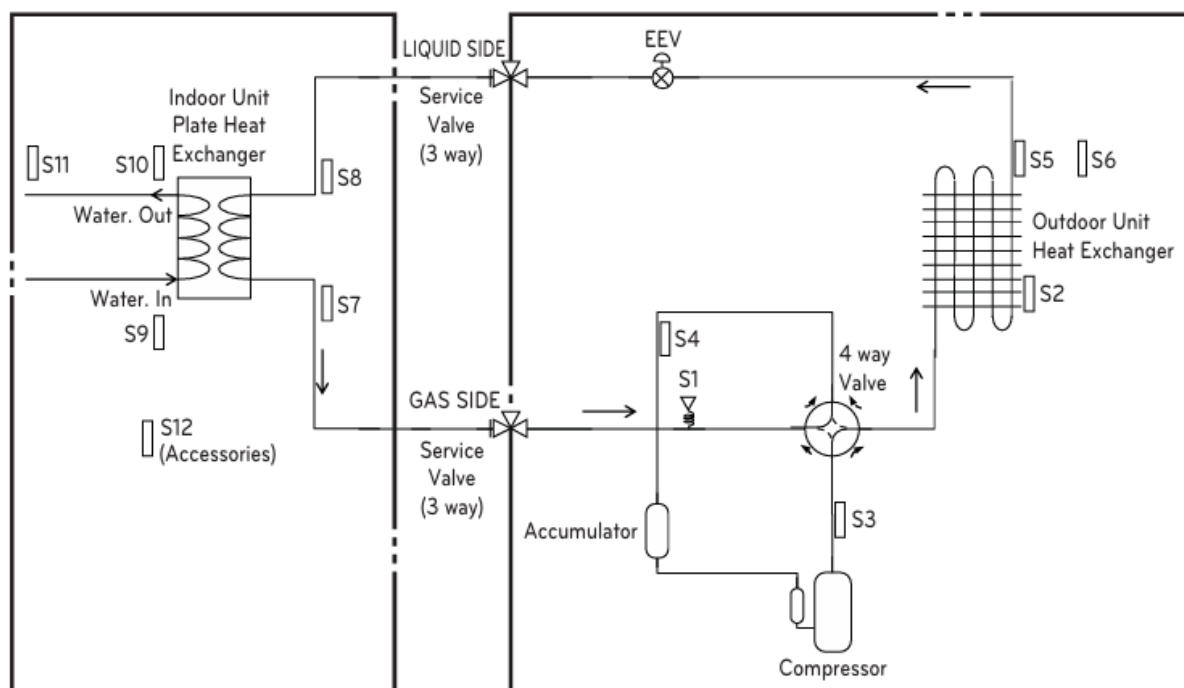 LIQUID SIDE
EEV
Indoor Unit
Plate Heat
Exchanger
Service
Valve
(3 way)
S11
S10
S8
S5
S6
Water. Out
Outdoor Unit
Heat Exchanger
Water. In
S7
S2
S9
S4
4 way
Valve
S1
GAS SIDE
S12
(Accessories)
Service
Valve
(3 way)
Accumulator
S3
Compressor